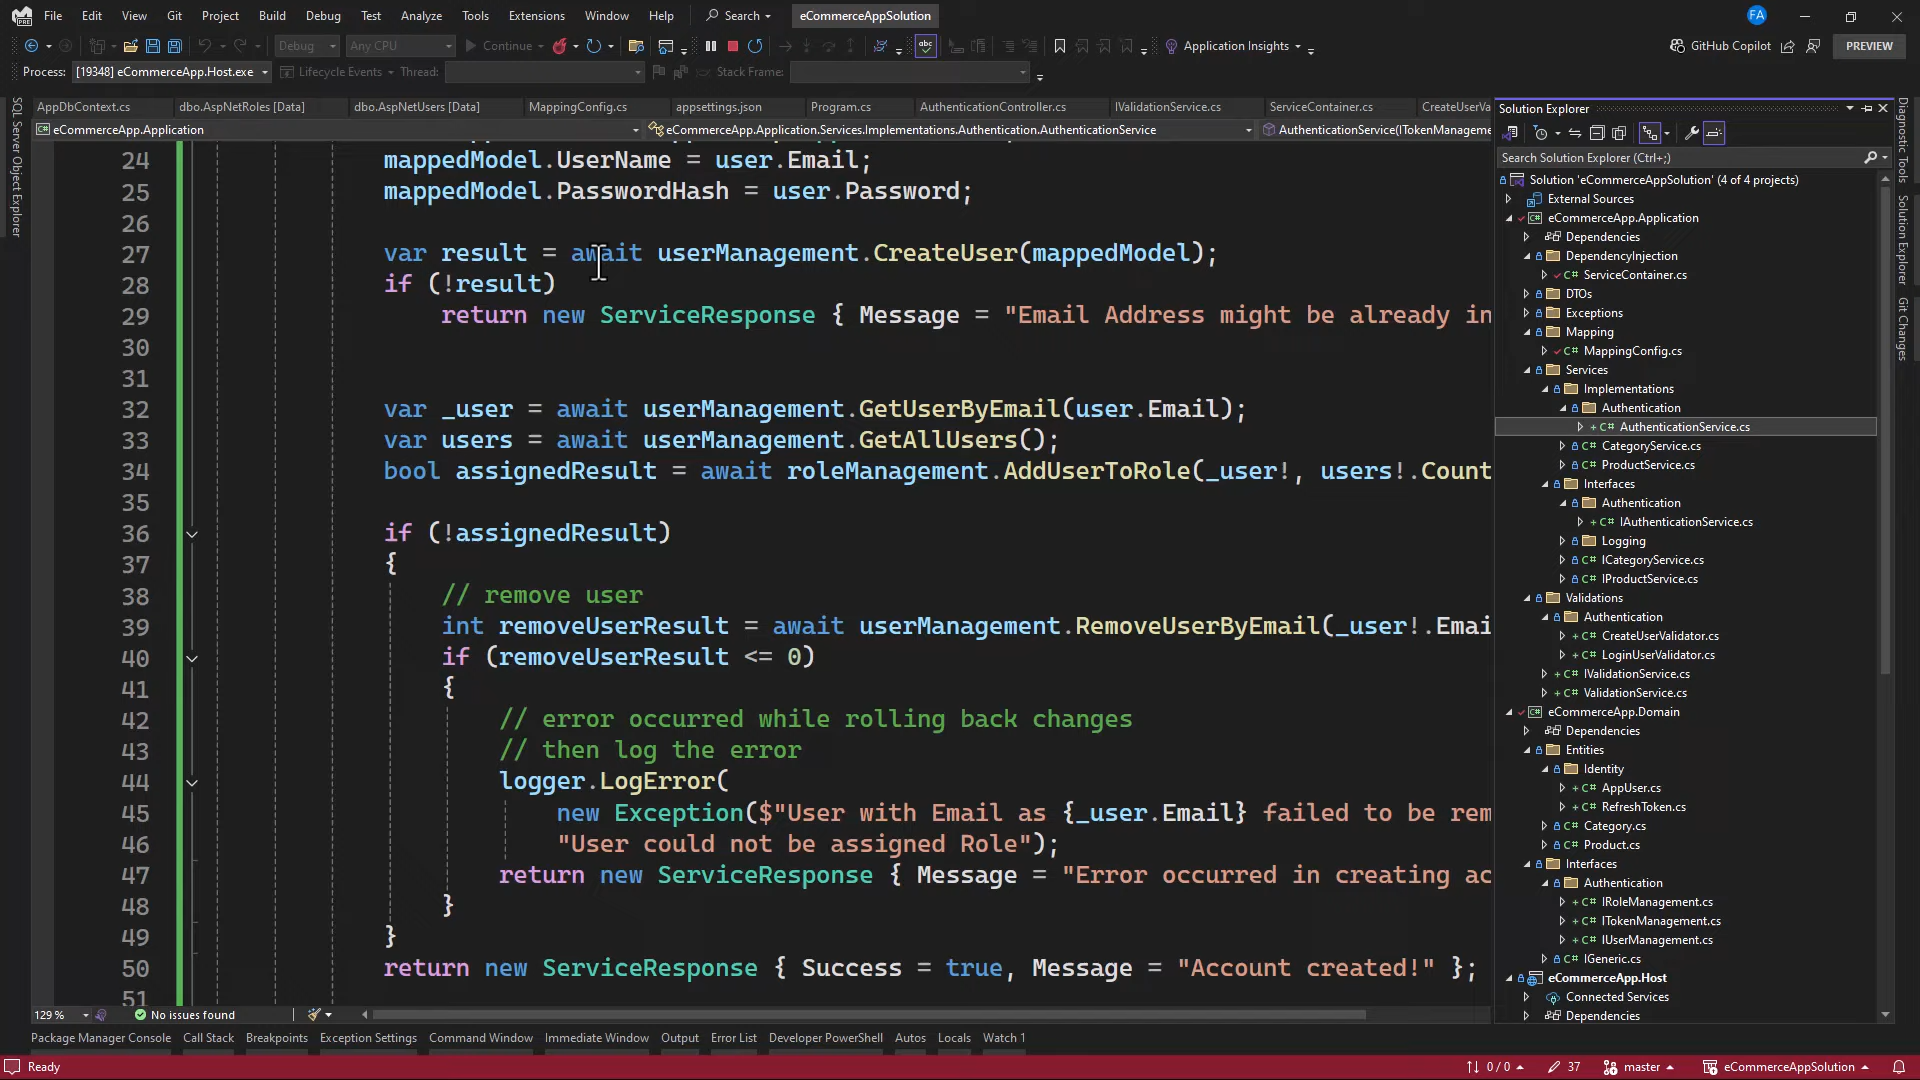 File Edit View Git Project Build Debug Test Analyze Tools Extensions Window Help Search eCommerceAppSolution FA
Debug Any CPU Continue Application Insights GitHub Copilot PREVIEW
Process: [19348] eCommerceApp.Host.exe Lifecycle Events Thread: Stack Frame:
AppDbContext.cs dbo.AspNetRoles [Data] dbo.AspNetUsers [Data] MappingConfig.cs appsettings.json Program.cs AuthenticationController.cs IValidationService.cs ServiceContainer.cs CreateUserVa
eCommerceApp.Application eCommerceApp.Application.Services.Implementations.Authentication.AuthenticationService AuthenticationService(ITokenManageme
SQL Server Object Explorer
24 mappedModel.UserName = user.Email;
25 mappedModel.PasswordHash = user.Password;
26
27 var result = await userManagement.CreateUser(mappedModel);
28 if (!result)
29 return new ServiceResponse { Message = "Email Address might be already in
30
31
32 var _user = await userManagement.GetUserByEmail(user.Email);
33 var users = await userManagement.GetAllUsers();
34 bool assignedResult = await roleManagement.AddUserToRole(_user!, users!.Count
35
36 if (!assignedResult)
37 {
38 // remove user
39 int removeUserResult = await userManagement.RemoveUserByEmail(_user!.Emai
40 if (removeUserResult <= 0)
41 {
42 // error occurred while rolling back changes
43 // then log the error
44 logger.LogError(
45 new Exception($"User with Email as {_user.Email} failed to be rem
46 "User could not be assigned Role");
47 return new ServiceResponse { Message = "Error occurred in creating ac
48 }
49 }
50 return new ServiceResponse { Success = true, Message = "Account created!" };
51
129 % No issues found
Solution Explorer
Search Solution Explorer (Ctrl+;)
Solution 'eCommerceAppSolution' (4 of 4 projects)
External Sources
eCommerceApp.Application
Dependencies
DependencyInjection
C# ServiceContainer.cs
DTOs
Exceptions
Mapping
C# MappingConfig.cs
Services
Implementations
Authentication
C# AuthenticationService.cs
C# CategoryService.cs
C# ProductService.cs
Interfaces
Authentication
C# IAuthenticationService.cs
Logging
C# ICategoryService.cs
C# IProductService.cs
Validations
Authentication
C# CreateUserValidator.cs
C# LoginUserValidator.cs
C# IValidationService.cs
C# ValidationService.cs
eCommerceApp.Domain
Dependencies
Entities
Identity
C# AppUser.cs
C# RefreshToken.cs
C# Category.cs
C# Product.cs
Interfaces
Authentication
C# IRoleManagement.cs
C# ITokenManagement.cs
C# IUserManagement.cs
C# IGeneric.cs
eCommerceApp.Host
Connected Services
Dependencies
Diagnostic Tools
Solution Explorer
Git Changes
Package Manager Console Call Stack Breakpoints Exception Settings Command Window Immediate Window Output Error List Developer PowerShell Autos Locals Watch 1
Ready 0 / 0 37 master eCommerceAppSolution